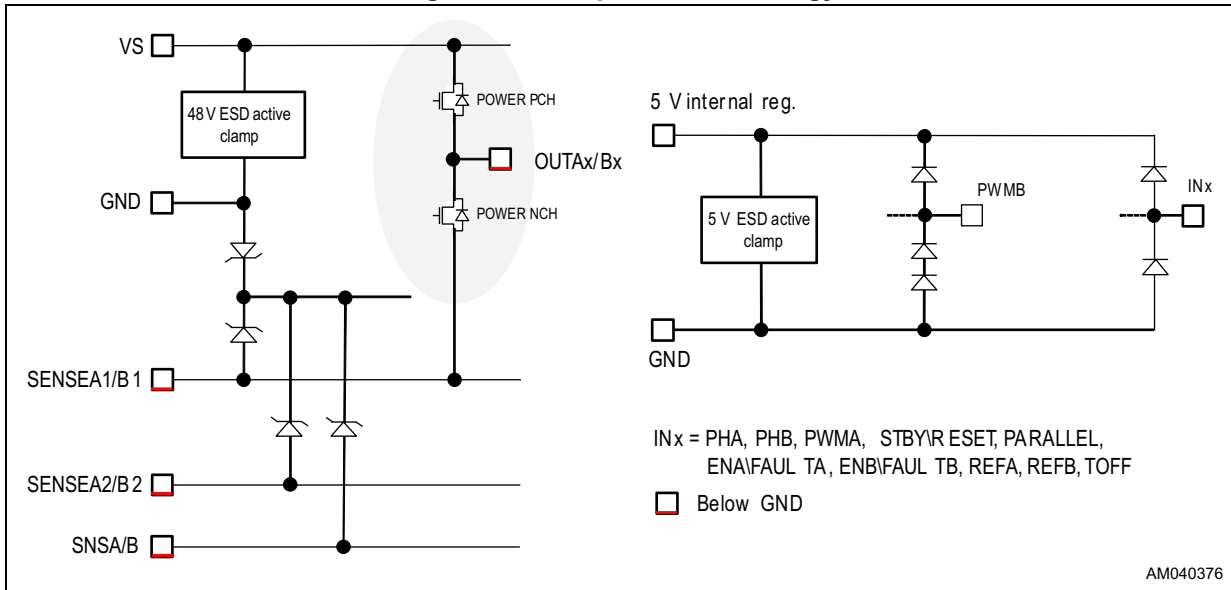 VS
48 V ESD active
clamp
POWER PCH
OUTAx/Bx
GND
POWER NCH
SENSEA1/B1
SENSEA2/B2
SNSA/B
5 V internal reg.
PWMB
INx
5 V ESD active
clamp
GND
INx = PHA, PHB, PWMA, STBY\RESET, PARALLEL,
ENA\FAULTA, ENB\FAULTB, REFA, REFB, TOFF
Below GND
AM040376